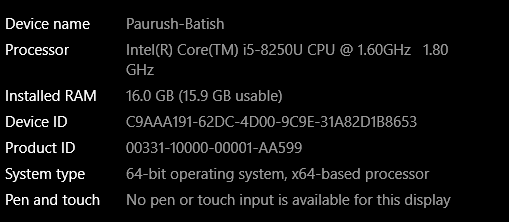 Device name Paurush-Batish
Processor Intel(R) Core(TM) i5-8250U CPU @ 1.60GHz 1.80
GHz
Installed RAM 16.0 GB (15.9 GB usable)
Device ID C9AAA191-62DC-4D00-9C9E-31A82D1B8653
Product ID 00331-10000-00001-AA599
System type 64-bit operating system, x64-based processor
Pen and touch No pen or touch input is available for this display